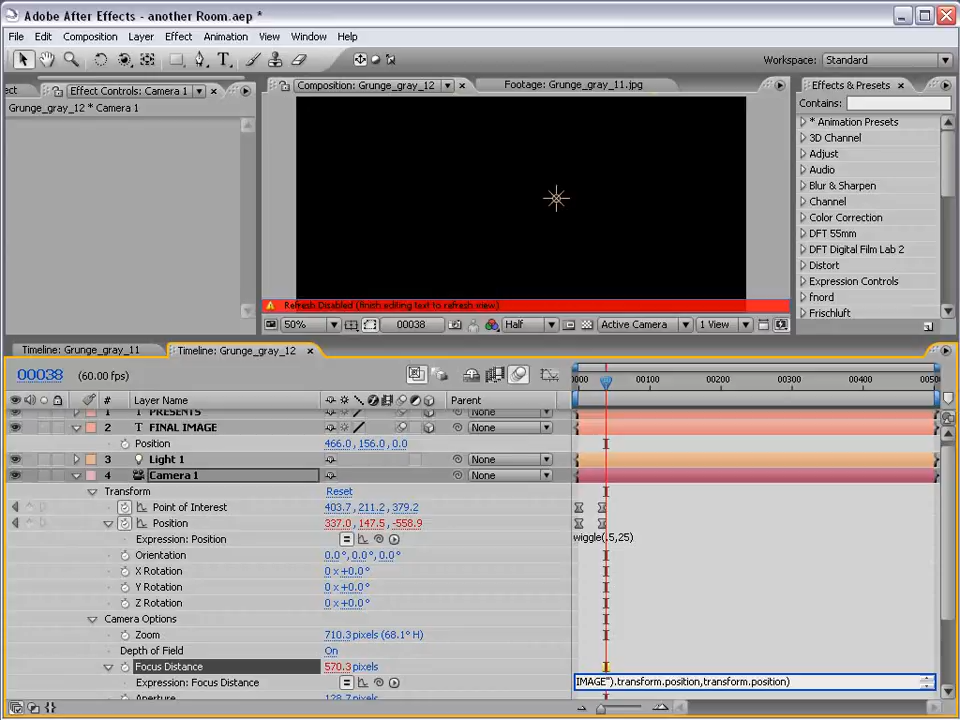 Adobe After Effects - another Room.aep *
File Edit Composition Layer Effect Animation View Window Help
T Workspace: Standard
ect Effect Controls: Camera 1 Composition: Grunge_gray_12 Footage: Grunge_gray_11.jpg Effects & Presets
Grunge_gray_12 * Camera 1
Contains:
* Animation Presets
3D Channel
Adjust
Audio
Blur & Sharpen
Channel
Color Correction
DFT 55mm
DFT Digital Film Lab 2
Distort
Expression Controls
fnord
Frischluft
Refresh Disabled (finish editing text to refresh view)
50% 00038 Half Active Camera 1 View
Timeline: Grunge_gray_11 Timeline: Grunge_gray_12
00038 (60.00 fps) 0000 00100 00200 00300 00400 0050
# Layer Name Parent
1 T PRESENTS None
2 T FINAL IMAGE None
Position 466.0, 156.0, 0.0
3 Light 1 None
4 Camera 1 None
Transform Reset
Point of Interest 403.7, 211.2, 379.2
Position 337.0, 147.5, -558.9
Expression: Position wiggle(.5,25)
Orientation 0.0°, 0.0°, 0.0°
X Rotation 0 x+0.0°
Y Rotation 0 x+0.0°
Z Rotation 0 x+0.0°
Camera Options
Zoom 710.3 pixels (68.1° H)
Depth of Field On
Focus Distance 570.3 pixels
Expression: Focus Distance IMAGE").transform.position,transform.position)
Aperture 128.7 pixels